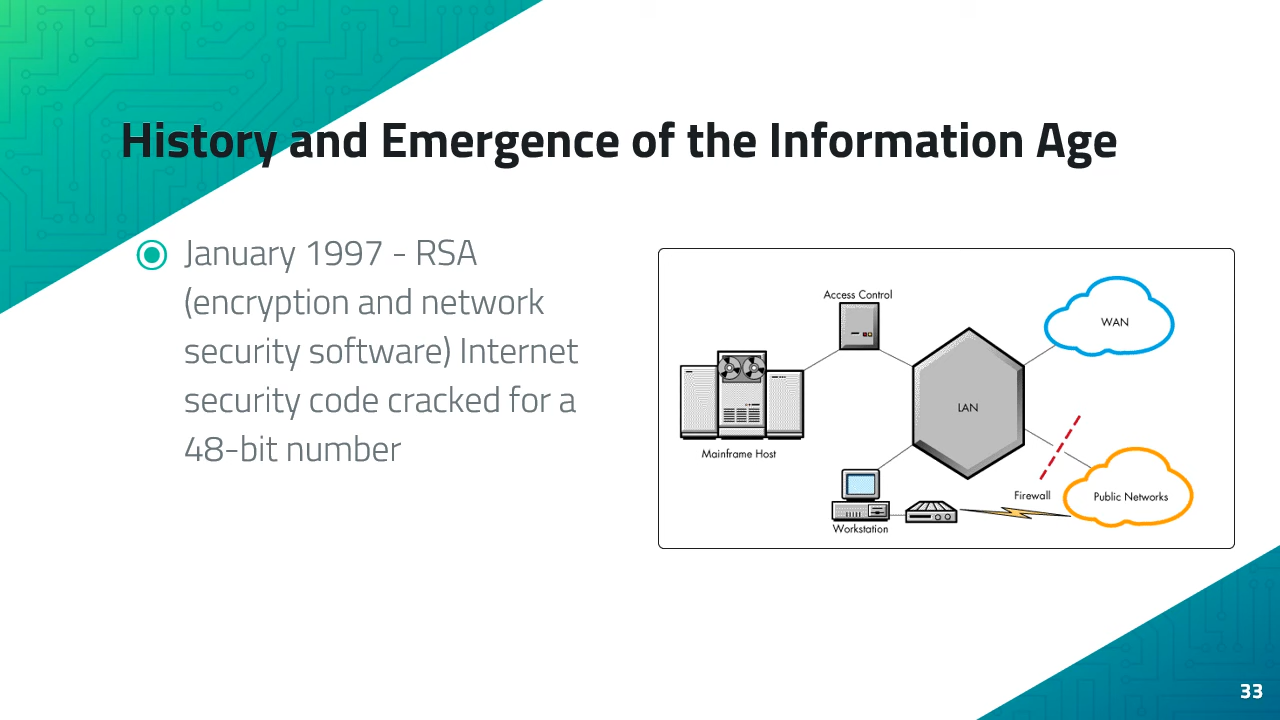 History and Emergence of the Information Age
January 1997 - RSA
(encryption and network
security software) Internet
security code cracked for a
48-bit number
Access Control
WAN
LAN
Mainframe Host
Firewall
Public Networks
Workstation
33